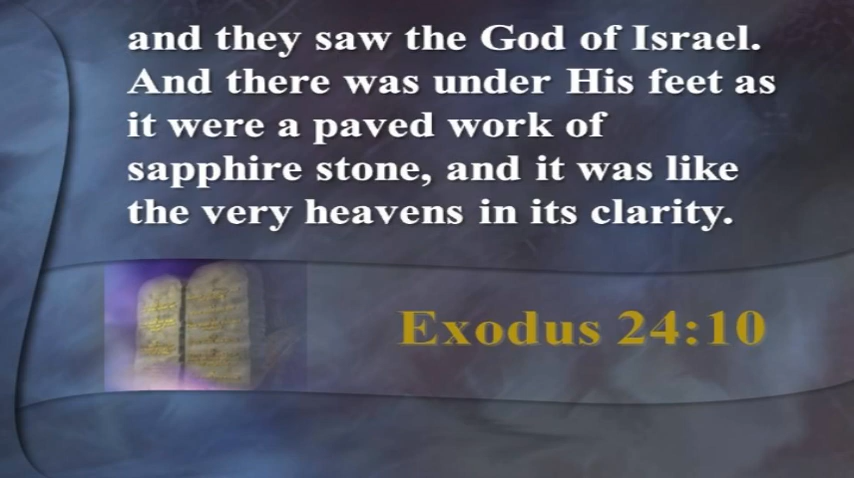 and they saw the God of Israel.
And there was under His feet as
it were a paved work of
sapphire stone, and it was like
the very heavens in its clarity.
Exodus 24:10